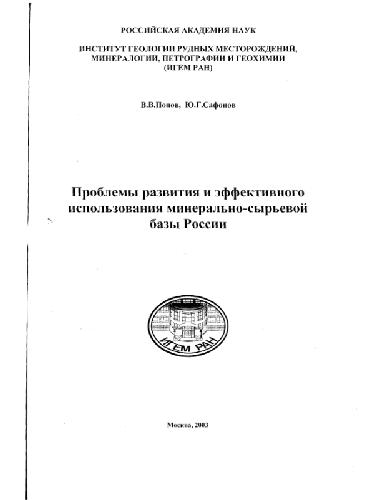 РОССИЙСКАЯ АКАДЕМИЯ НАУК
ИНСТИТУТ ГЕОЛОГИИ РУДНЫХ МЕСТОРОЖДЕНИЙ,
МИНЕРАЛОГИИ, ПЕТРОГРАФИИ И ГЕОХИМИИ
(ИГЕМ РАН)
В.В.Попов, Ю.Г.Сафонов
Проблемы развития и эффективного
использования минерально-сырьевой
базы России
ИГЕМ РАН
Москва, 2003